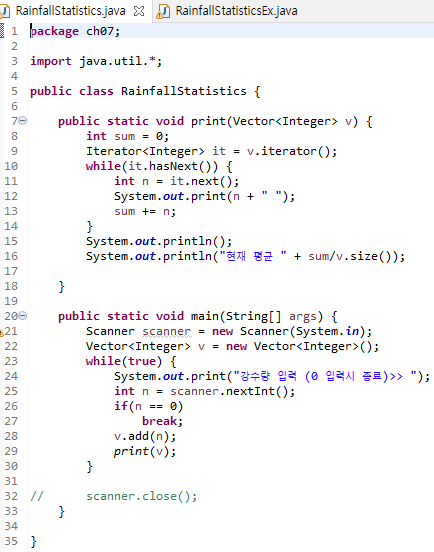 RainfallStatistics.java RainfallStatisticsEx.java
1 package ch07;
2
3 import java.util.*;
4
5 public class RainfallStatistics {
6
7 public static void print(Vector<Integer> v) {
8 int sum = 0;
9 Iterator<Integer> it = v.iterator();
10 while(it.hasNext()) {
11 int n = it.next();
12 System.out.print(n + " ");
13 sum += n;
14 }
15 System.out.println();
16 System.out.println("현재 평균 " + sum/v.size());
17
18 }
19
20 public static void main(String[] args) {
21 Scanner scanner = new Scanner(System.in);
22 Vector<Integer> v = new Vector<Integer>();
23 while(true) {
24 System.out.print("강수량 입력 (0 입력시 종료)>> ");
25 int n = scanner.nextInt();
26 if(n == 0)
27 break;
28 v.add(n);
29 print(v);
30 }
31
32 // scanner.close();
33 }
34
35 }